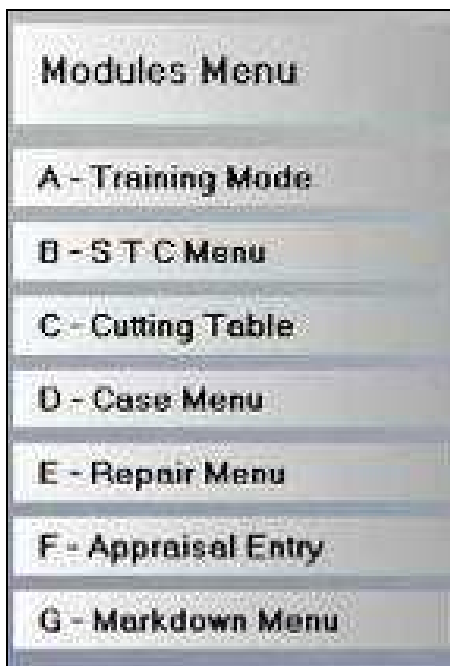 Modules Menu
A - Training Mode
B - S T C Menu
C - Cutting Table
D - Case Menu
E - Repair Menu
F - Appraisal Entry
G - Markdown Menu